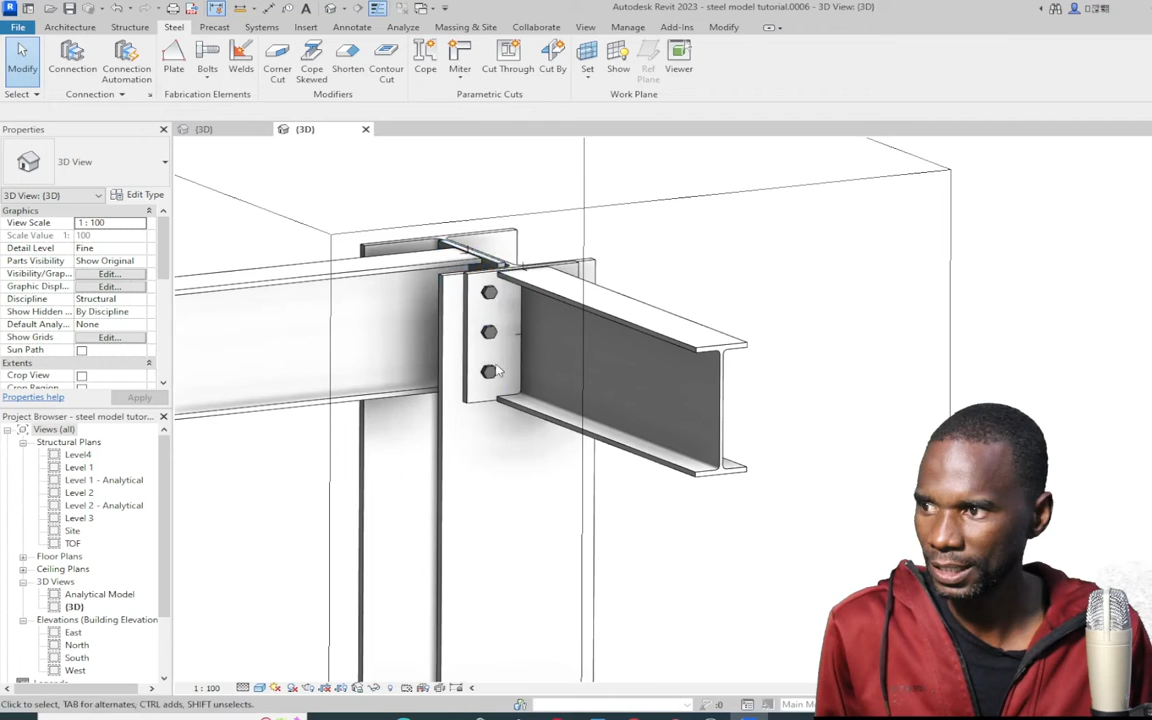 Autodesk Revit 2023 - steel model tutorial.0006 - 3D View: {3D}
File Architecture Structure Steel Precast Systems Insert Annotate Analyze Massing & Site Collaborate View Manage Add-Ins Modify
Modify Connection Connection Automation Plate Bolts Welds Corner Cut Cope Skewed Shorten Contour Cut Cope Miter Cut Through Cut By Set Show Ref Plane Viewer
Select Connection Fabrication Elements Modifiers Parametric Cuts Work Plane
Properties
{3D}
{3D}
3D View
3D View: {3D}
Edit Type
Graphics
View Scale 1 : 100
Scale Value 1: 100
Detail Level Fine
Parts Visibility Show Original
Visibility/Grap... Edit...
Graphic Displ... Edit...
Discipline Structural
Show Hidden ... By Discipline
Default Analy... None
Show Grids Edit...
Sun Path
Extents
Crop View
Properties help
Apply
Project Browser - steel model tutor...
Views (all)
Structural Plans
Level4
Level 1
Level 1 - Analytical
Level 2
Level 2 - Analytical
Level 3
Site
TOF
Floor Plans
Ceiling Plans
3D Views
Analytical Model
{3D}
Elevations (Building Elevation
East
North
South
West
1 : 100
Click to select, TAB for alternates, CTRL adds, SHIFT unselects.
:0
Main Mo